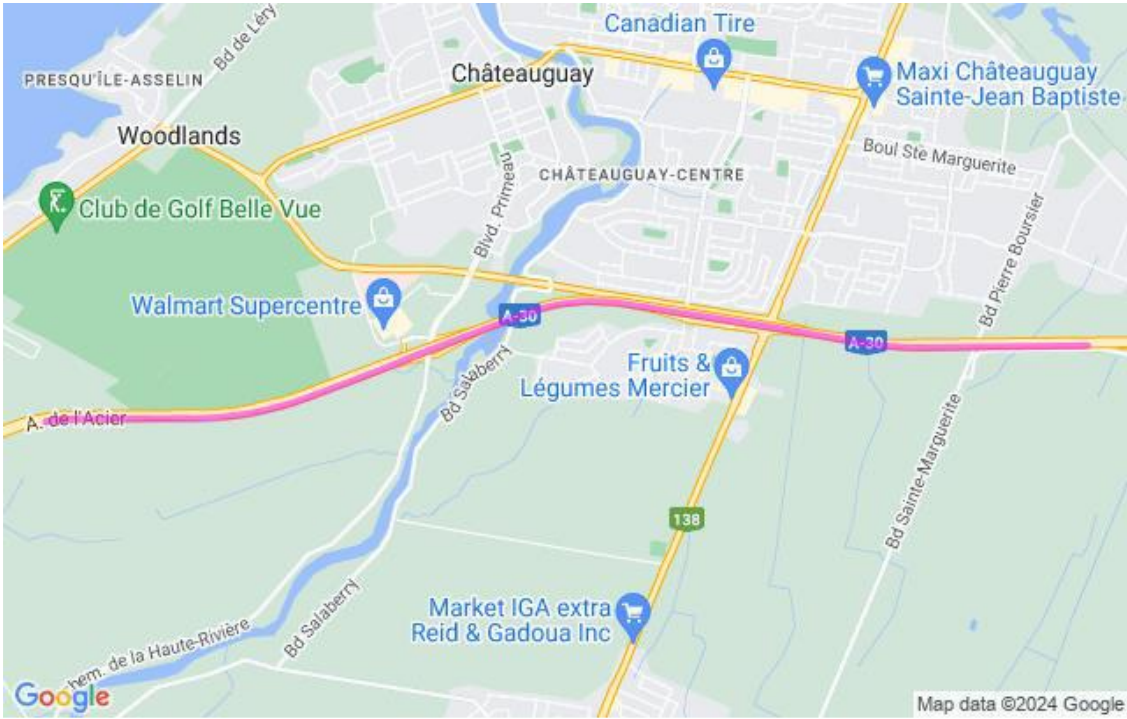 Canadian Tire
Bd de Léry
PRESQU'ÎLE-ASSELIN
Châteauguay
Maxi Châteauguay
Sainte-Jean Baptiste
Woodlands
Boul Ste Marguerite
CHÂTEAUGUAY-CENTRE
Club de Golf Belle Vue
Blvd. Primeau
Bd Pierre Boursier
Walmart Supercentre
A-30
A-30
Fruits &
Légumes Mercier
Bd Salaberry
A. de l'Acier
Bd Sainte-Marguerite
138
Market IGA extra
Reid & Gadoua Inc
Bd Salaberry
hem. de la Haute-Rivière
Google
Map data ©2024 Google